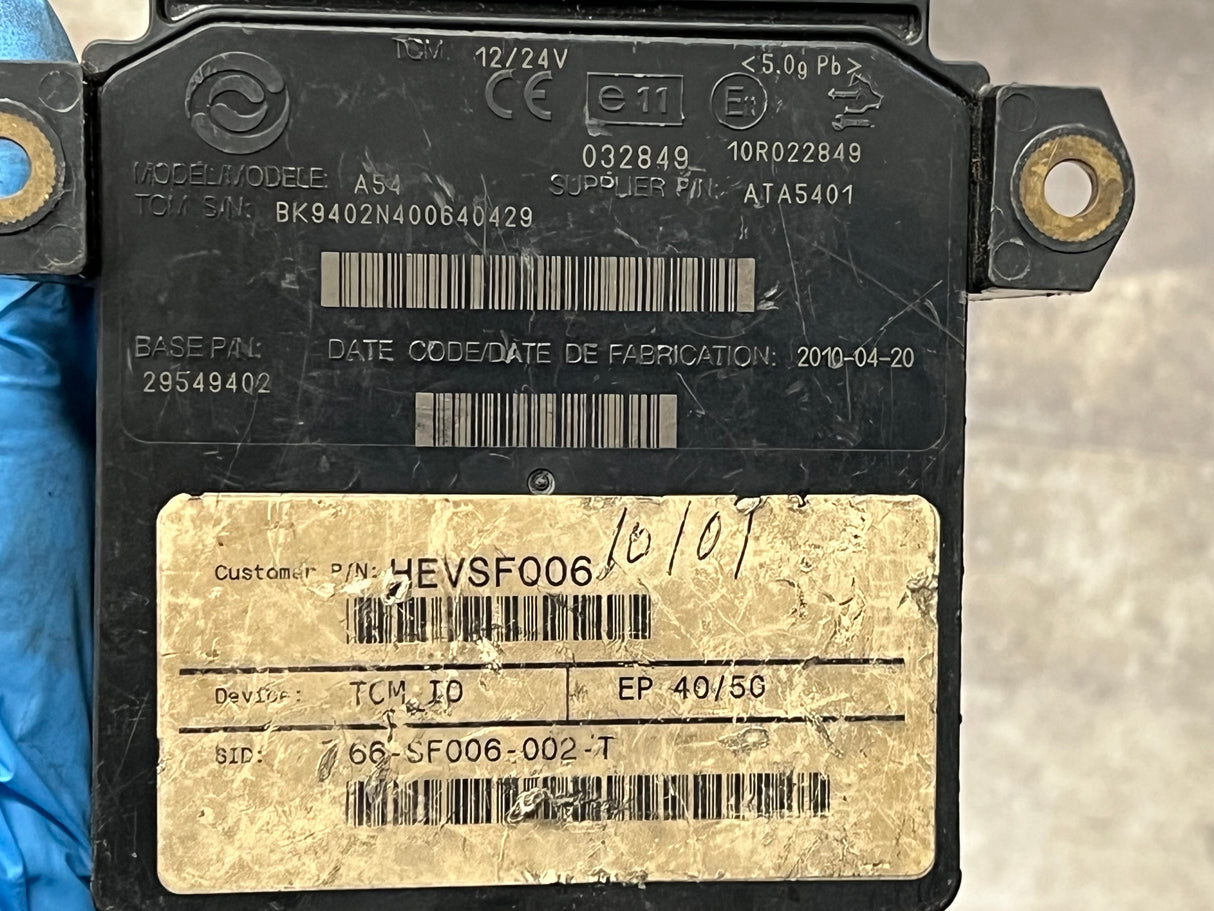 TCM: 12/24V <5.0g Pb>
CE e11 E11
032849 10R022849
MODEL/MODELE: A54 SUPPLIER P/N: ATA5401
TCM S/N: BK9402N400640429
BASE P/N: DATE CODE/DATE DE FABRICATION: 2010-04-20
29549402
Customer P/N: HEVSF006 10/01
Device: TCM_IO EP 40/50
SID: 66-SF006-002-T